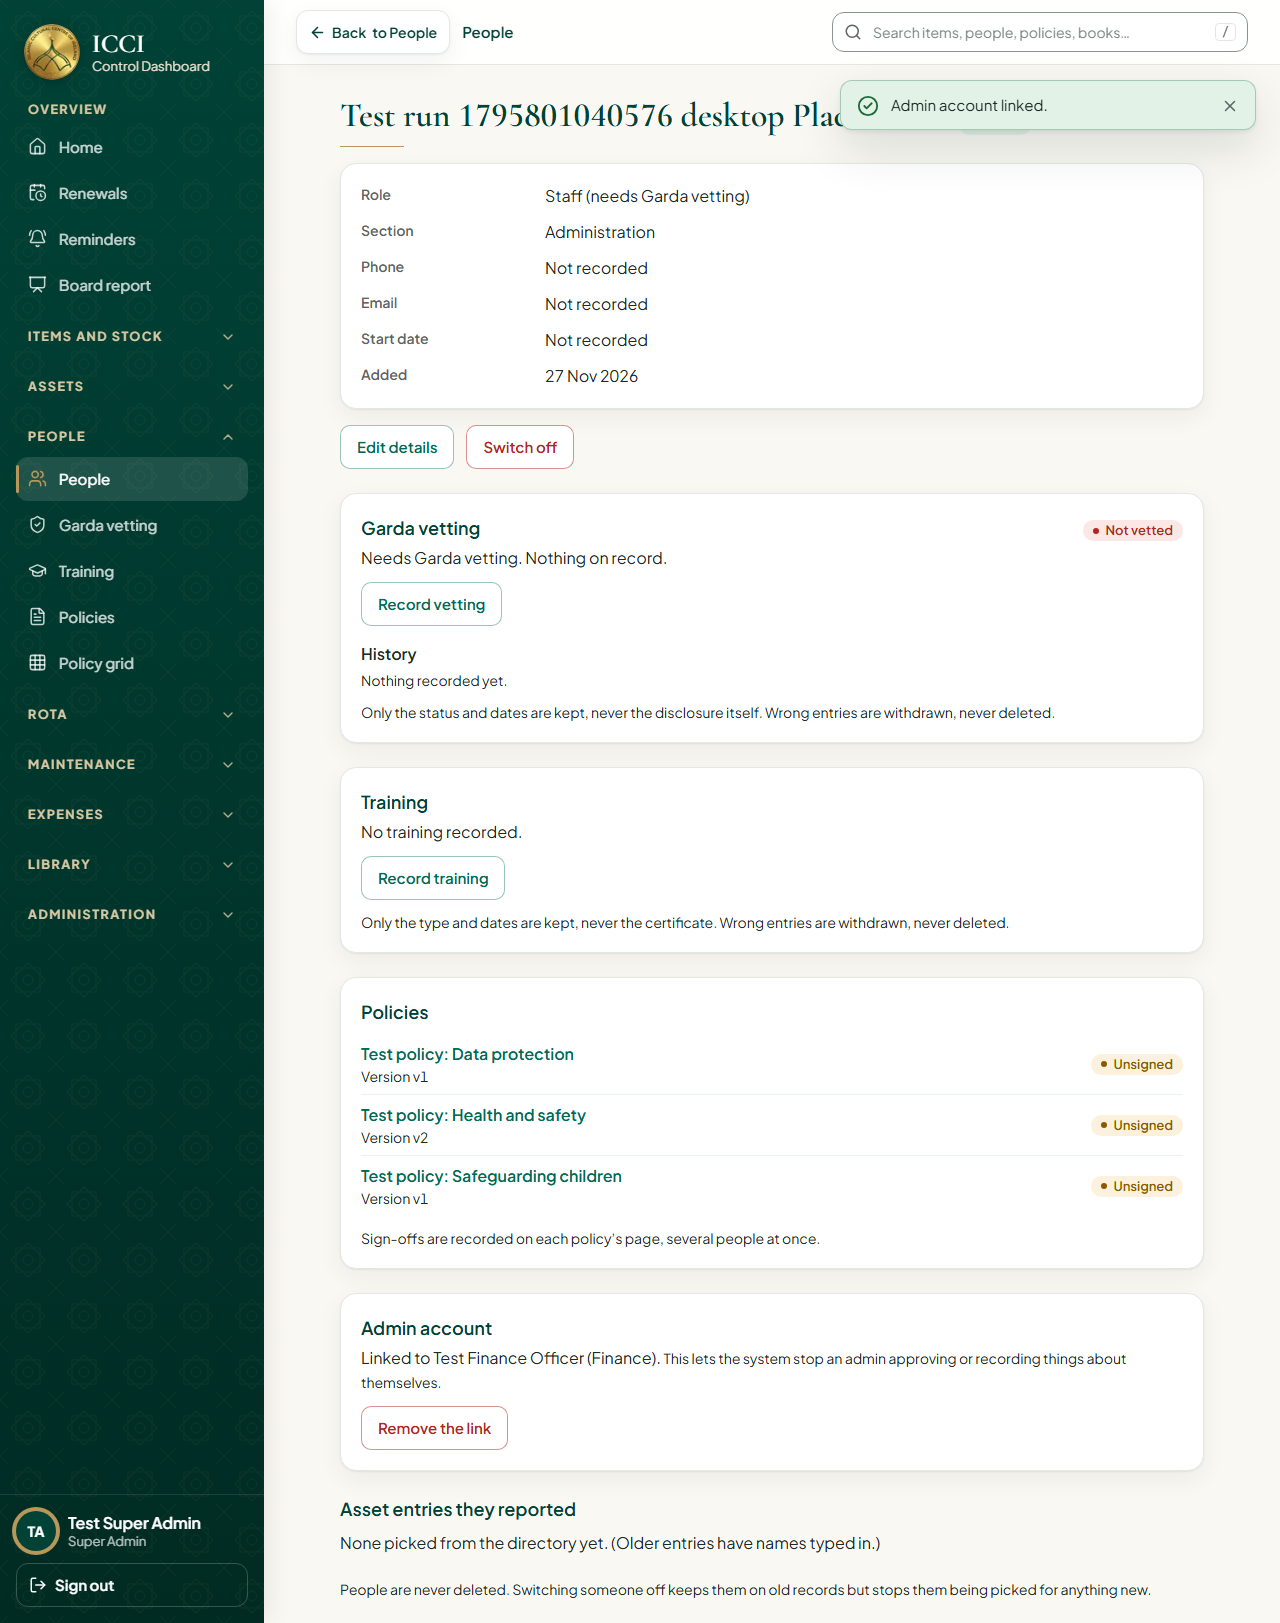 ICCI
Control Dashboard
OVERVIEW
Home
Renewals
Reminders
Board report
ITEMS AND STOCK
ASSETS
PEOPLE
People
Garda vetting
Training
Policies
Policy grid
ROTA
MAINTENANCE
EXPENSES
LIBRARY
ADMINISTRATION
TA
Test Super Admin
Super Admin
Sign out
Back to People
People
Search items, people, policies, books…
/
Admin account linked.
Test run 1795801040576 desktop
Role
Staff (needs Garda vetting)
Section
Administration
Phone
Not recorded
Email
Not recorded
Start date
Not recorded
Added
27 Nov 2026
Edit details
Switch off
Garda vetting
Not vetted
Needs Garda vetting. Nothing on record.
Record vetting
History
Nothing recorded yet.
Only the status and dates are kept, never the disclosure itself. Wrong entries are withdrawn, never deleted.
Training
No training recorded.
Record training
Only the type and dates are kept, never the certificate. Wrong entries are withdrawn, never deleted.
Policies
Test policy: Data protection
Version v1
Unsigned
Test policy: Health and safety
Version v2
Unsigned
Test policy: Safeguarding children
Version v1
Unsigned
Sign-offs are recorded on each policy's page, several people at once.
Admin account
Linked to Test Finance Officer (Finance). This lets the system stop an admin approving or recording things about
themselves.
Remove the link
Asset entries they reported
None picked from the directory yet. (Older entries have names typed in.)
People are never deleted. Switching someone off keeps them on old records but stops them being picked for anything new.